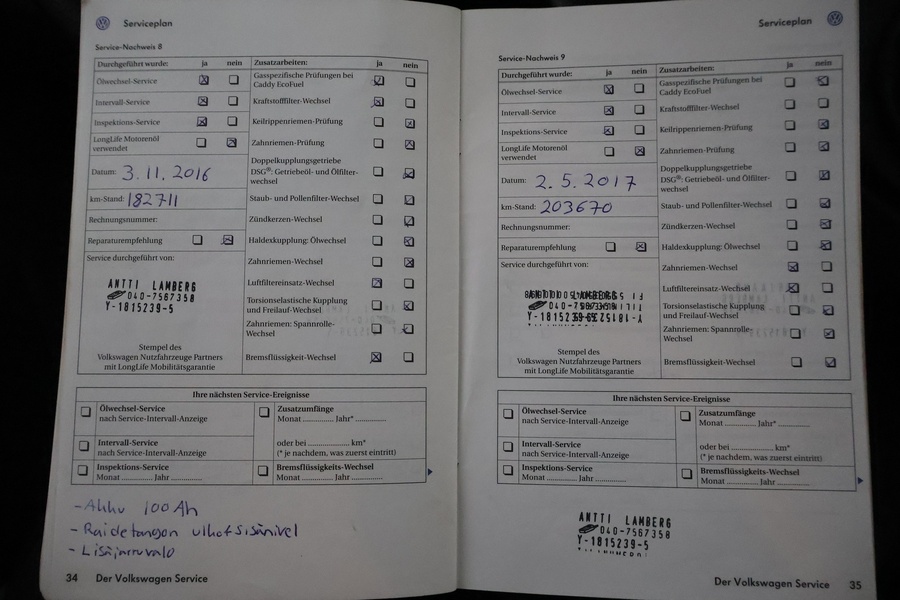 Serviceplan
Service-Nachweis 8
Durchgeführt wurde: ja nein
Ölwechsel-Service
Intervall-Service
Inspektions-Service
LongLife Motorenöl
verwendet
Datum: 3.11.2016
km-Stand: 182711
Rechnungsnummer:
Reparaturempfehlung
Service durchgeführt von:
ANTTI LAMBERG
040-7567358
Y-1815239-5
Stempel des
Volkswagen Nutzfahrzeuge Partners
mit LongLife Mobilitätsgarantie
Zusatzarbeiten: ja nein
Gasspezifische Prüfungen bei
Caddy EcoFuel
Kraftstofffilter-Wechsel
Keilrippenriemen-Prüfung
Zahnriemen-Prüfung
Doppelkupplungsgetriebe
DSG®: Getriebeöl- und Ölfilter-
wechsel
Staub- und Pollenfilter-Wechsel
Zündkerzen-Wechsel
Haldexkupplung: Ölwechsel
Zahnriemen-Wechsel
Luftfiltereinsatz-Wechsel
Torsionselastische Kupplung
und Freilauf-Wechsel
Zahnriemen: Spannrolle-
Wechsel
Bremsflüssigkeit-Wechsel
Ihre nächsten Service-Ereignisse
Ölwechsel-Service
nach Service-Intervall-Anzeige
Intervall-Service
nach Service-Intervall-Anzeige
Inspektions-Service
Monat .............. Jahr ..............
Zusatzumfänge
Monat .............. Jahr* ..............
oder bei .................... km*
(* je nachdem, was zuerst eintritt)
Bremsflüssigkeits-Wechsel
Monat .............. Jahr ..............
- Akku 100 Ah
- Raidetangon ulkof sisänivel
- Lisäjarruvalo
34 Der Volkswagen Service
Serviceplan
Service-Nachweis 9
Durchgeführt wurde: ja nein
Ölwechsel-Service
Intervall-Service
Inspektions-Service
LongLife Motorenöl
verwendet
Datum: 2.5.2017
km-Stand: 203670
Rechnungsnummer:
Reparaturempfehlung
Service durchgeführt von:
Stempel des
Volkswagen Nutzfahrzeuge Partners
mit LongLife Mobilitätsgarantie
Zusatzarbeiten: ja nein
Gasspezifische Prüfungen bei
Caddy EcoFuel
Kraftstofffilter-Wechsel
Keilrippenriemen-Prüfung
Zahnriemen-Prüfung
Doppelkupplungsgetriebe
DSG®: Getriebeöl- und Ölfilter-
wechsel
Staub- und Pollenfilter-Wechsel
Zündkerzen-Wechsel
Haldexkupplung: Ölwechsel
Zahnriemen-Wechsel
Luftfiltereinsatz-Wechsel
Torsionselastische Kupplung
und Freilauf-Wechsel
Zahnriemen: Spannrolle-
Wechsel
Bremsflüssigkeit-Wechsel
Ihre nächsten Service-Ereignisse
Ölwechsel-Service
nach Service-Intervall-Anzeige
Intervall-Service
nach Service-Intervall-Anzeige
Inspektions-Service
Monat .............. Jahr ..............
Zusatzumfänge
Monat .............. Jahr* ..............
oder bei .................... km*
(* je nachdem, was zuerst eintritt)
Bremsflüssigkeits-Wechsel
Monat .............. Jahr ..............
ANTTI LAMBERG
040-7567358
Y-1815239-5
Der Volkswagen Service 35